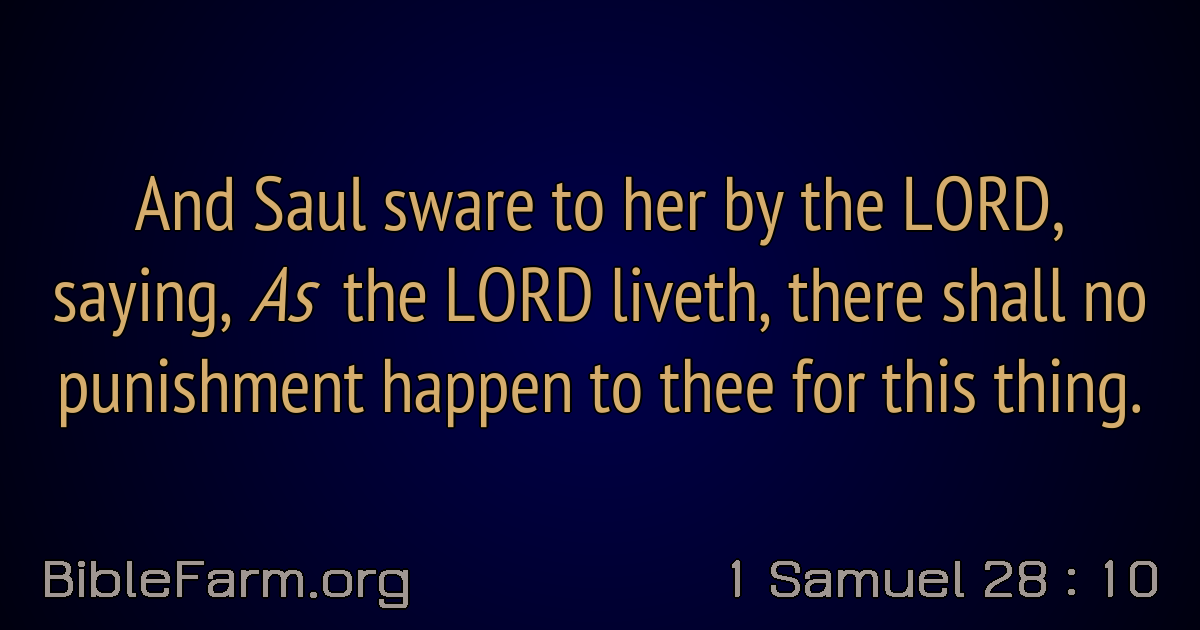 And Saul sware to her by the LORD,
saying, As the LORD liveth, there shall no
punishment happen to thee for this thing.
BibleFarm.org
1 Samuel 28 : 10